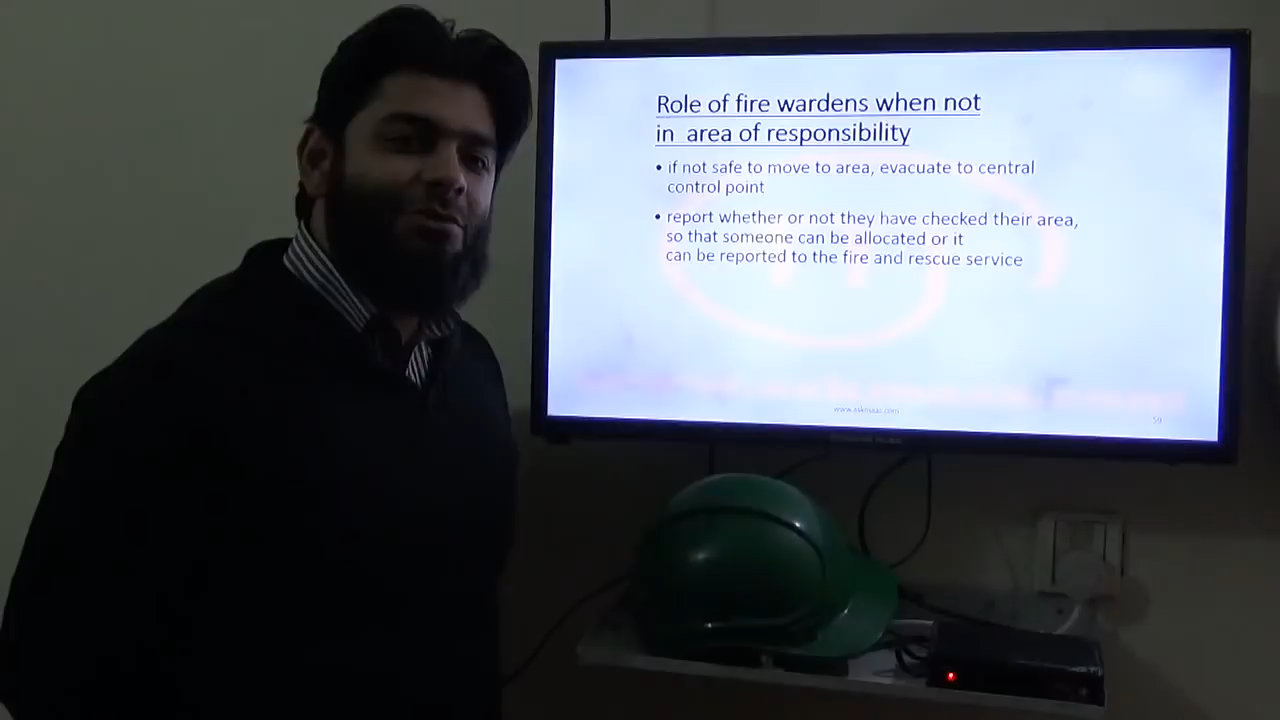 Role of fire wardens when not
in area of responsibility
• if not safe to move to area, evacuate to central
control point
• report whether or not they have checked their area,
so that someone can be allocated or it
can be reported to the fire and rescue service
59